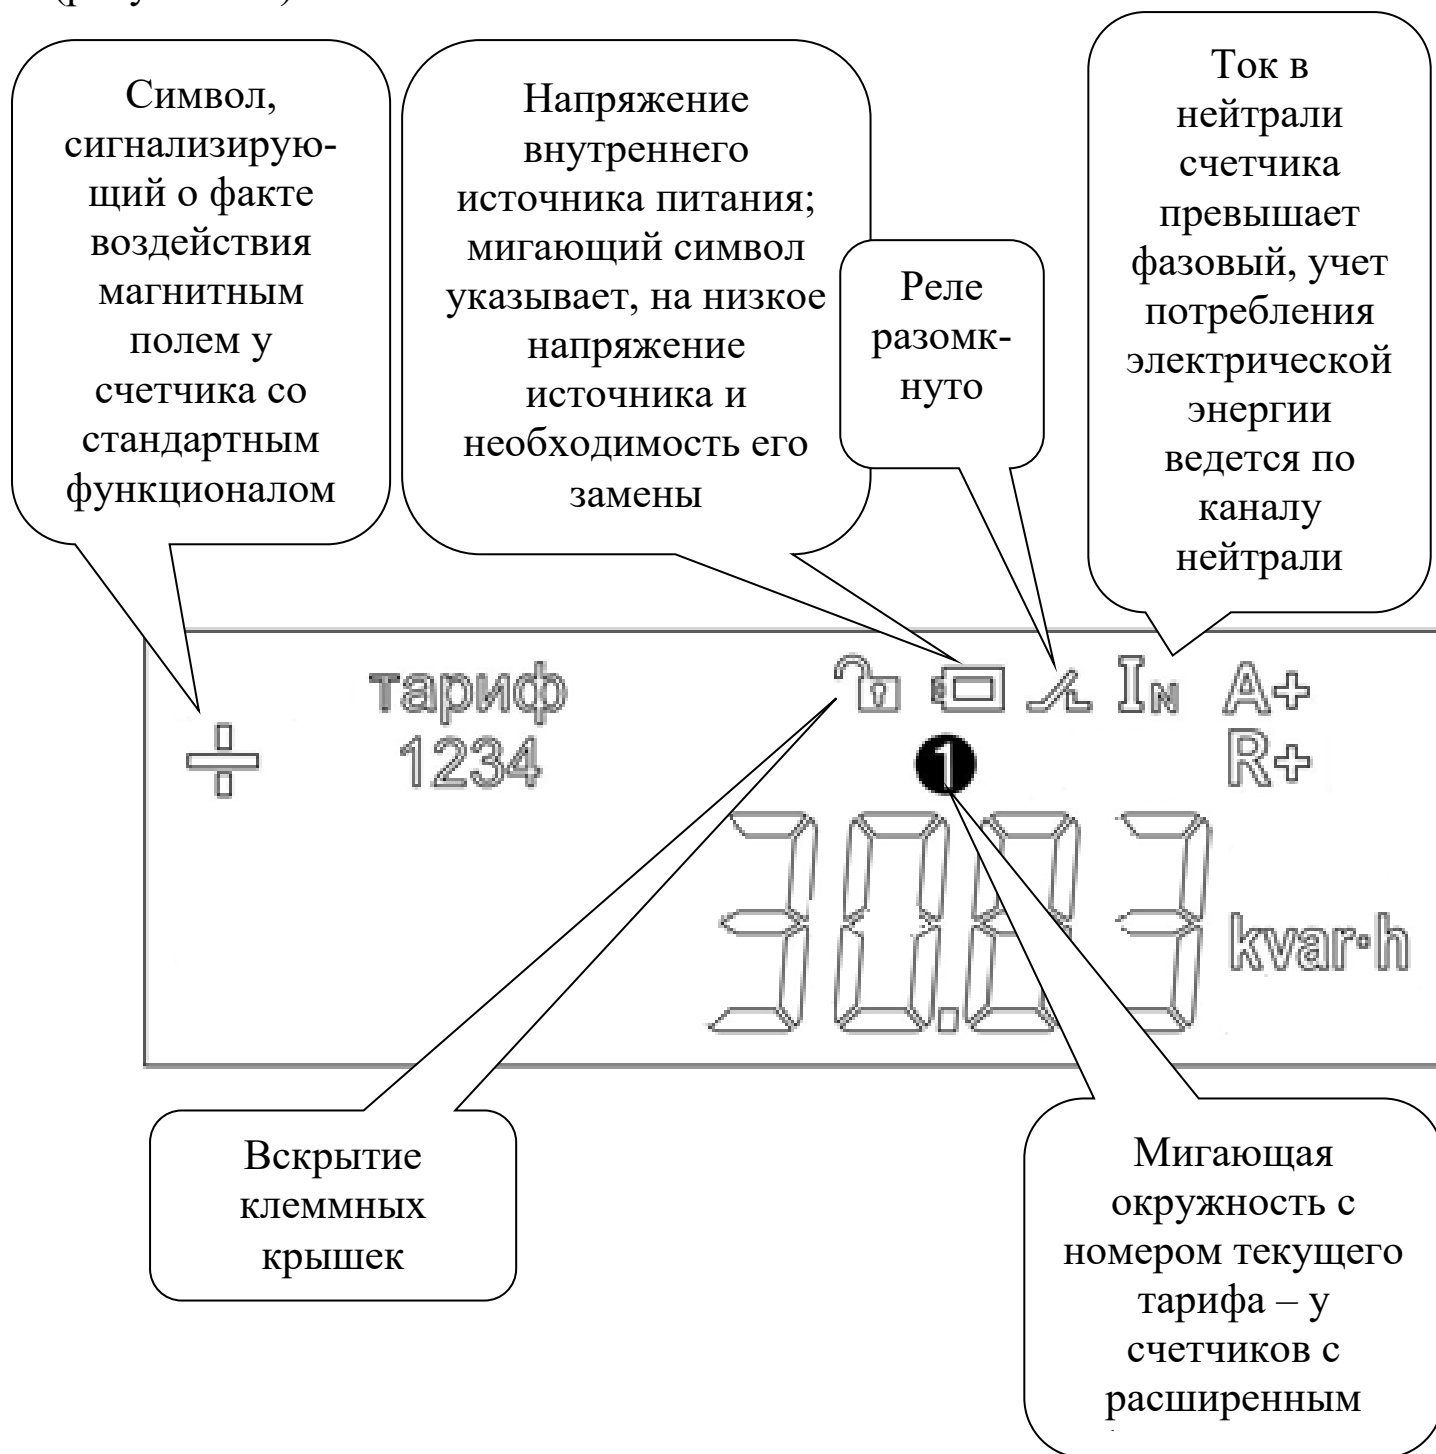 Символ,
сигнализирую-
щий о факте
воздействия
магнитным
полем у
счетчика со
стандартным
функционалом
Напряжение
внутреннего
источника питания;
мигающий символ
указывает, на низкое
напряжение
источника и
необходимость его
замены
Реле
разомк-
нуто
Ток в
нейтрали
счетчика
превышает
фазовый, учет
потребления
электрической
энергии
ведется по
каналу
нейтрали
тариф
1234
IN
A+
R+
1
30.83
kvar·h
Вскрытие
клеммных
крышек
Мигающая
окружность с
номером текущего
тарифа – у
счетчиков с
расширенным